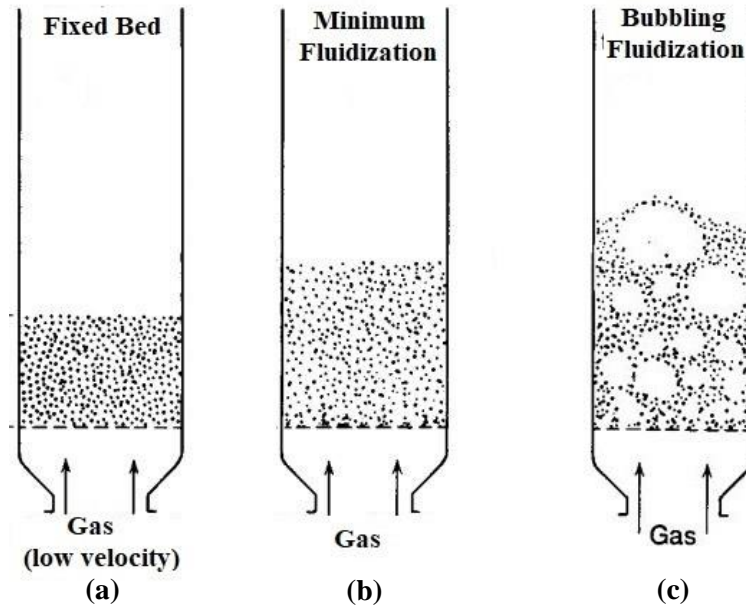 Fixed Bed
Minimum
Fluidization
Bubbling
Fluidization
Gas
(low velocity)
Gas
Gas
(a)
(b)
(c)